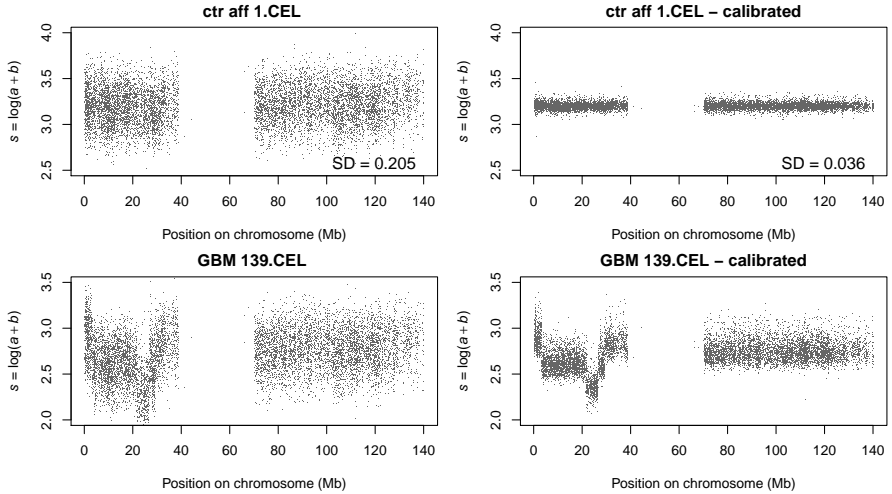 ctr aff 1.CEL
4.0
3.5
3.0
2.5
s = log(a + b)
SD = 0.205
0 20 40 60 80 100 120 140
Position on chromosome (Mb)
ctr aff 1.CEL – calibrated
4.0
3.5
3.0
2.5
s = log(a + b)
SD = 0.036
0 20 40 60 80 100 120 140
Position on chromosome (Mb)
GBM 139.CEL
3.5
3.0
2.5
2.0
s = log(a + b)
0 20 40 60 80 100 120 140
Position on chromosome (Mb)
GBM 139.CEL – calibrated
3.5
3.0
2.5
2.0
s = log(a + b)
0 20 40 60 80 100 120 140
Position on chromosome (Mb)